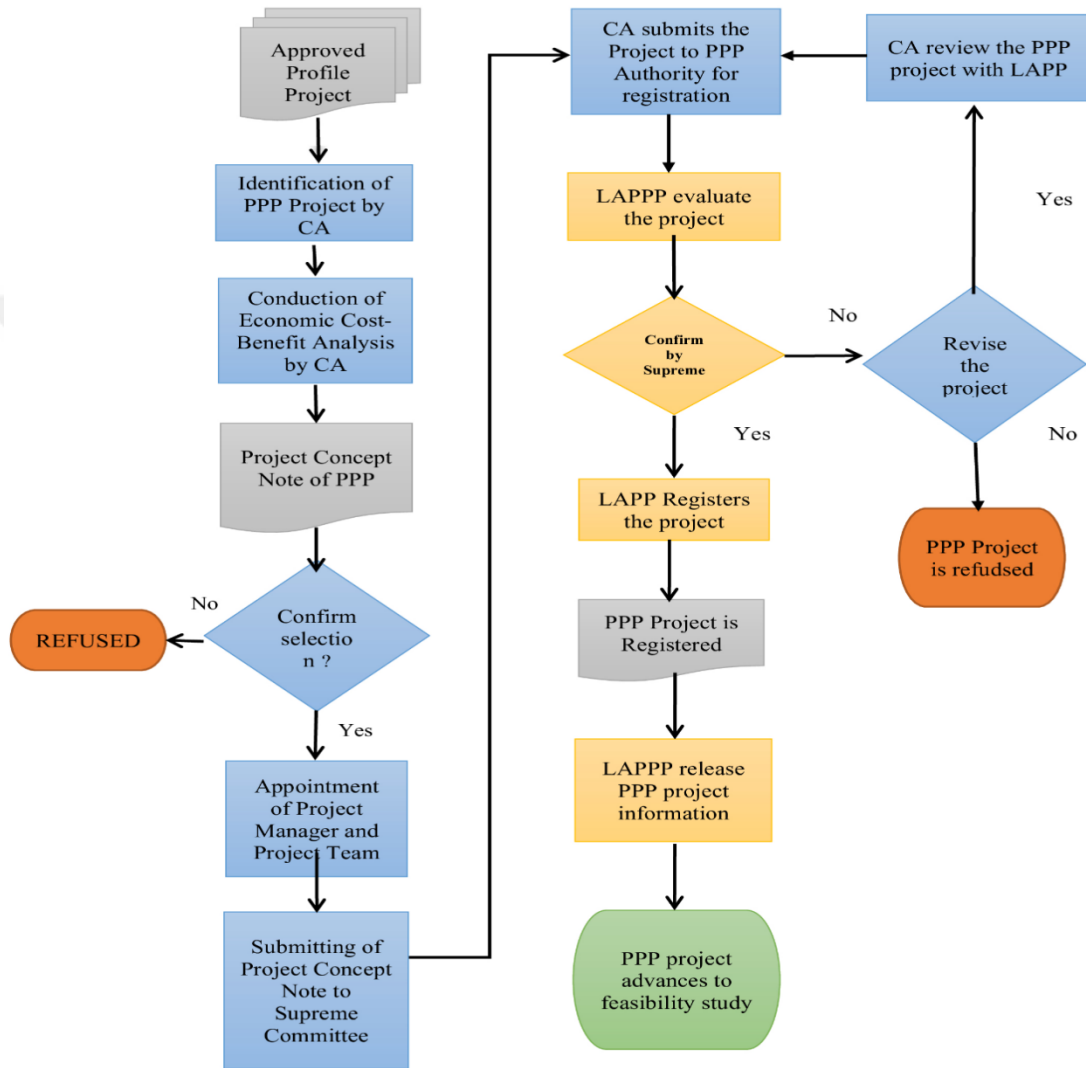 Approved
Profile
Project
Identification of
PPP Project by
CA
Conduction of
Economic Cost-
Benefit Analysis
by CA
Project Concept
Note of PPP
Confirm
selectio
n ?
No
REFUSED
Yes
Appointment
of Project
Manager and
Project Team
Submitting of
Project Concept
Note to
Supreme
Committee
CA submits the
Project to PPP
Authority for
registration
LAPPP evaluate
the project
Confirm
by
Supreme
No
Yes
LAPP Registers
the project
PPP Project is
Registered
LAPPP release
PPP project
information
PPP project
advances to
feasibility study
CA review the PPP
project with LAPP
Yes
Revise
the
project
No
PPP Project
is refudsed